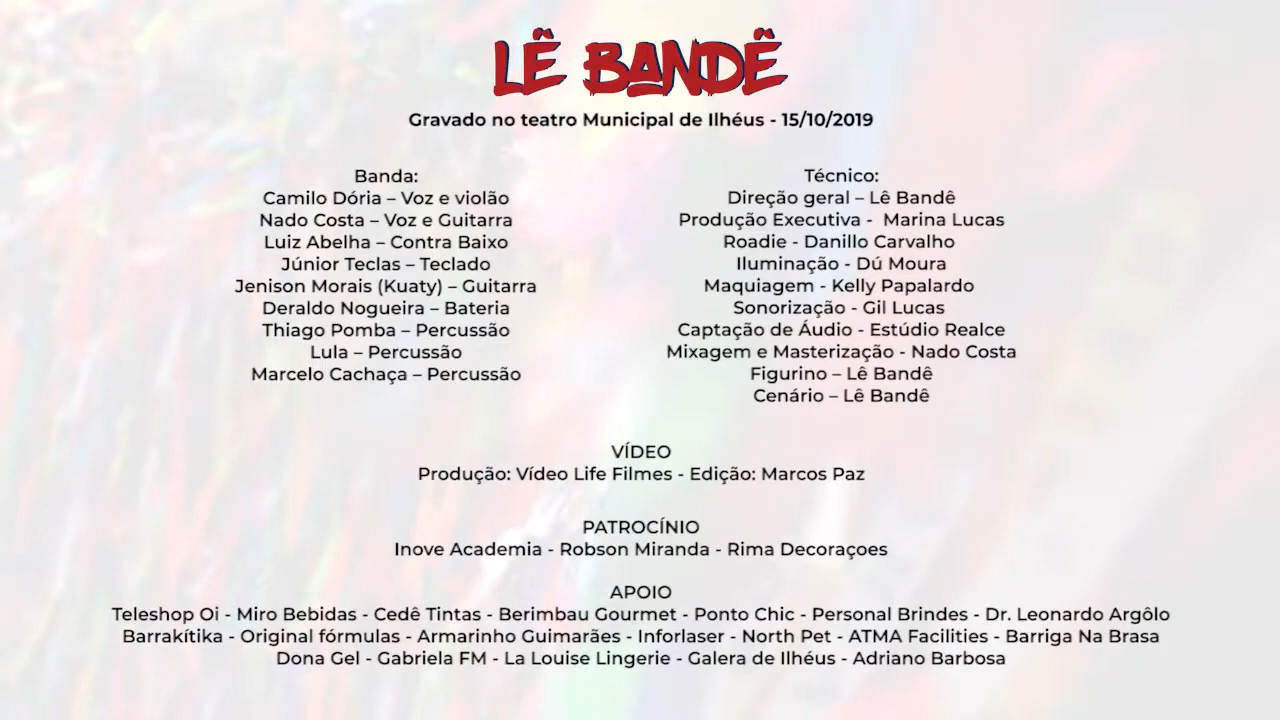 LÊ BANDÊ
Gravado no teatro Municipal de Ilhéus - 15/10/2019
Banda:
Camilo Dória – Voz e violão
Nado Costa – Voz e Guitarra
Luiz Abelha – Contra Baixo
Júnior Teclas – Teclado
Jenison Morais (Kuaty) – Guitarra
Deraldo Nogueira – Bateria
Thiago Pomba – Percussão
Lula – Percussão
Marcelo Cachaça – Percussão
Técnico:
Direção geral – Lê Bandê
Produção Executiva - Marina Lucas
Roadie - Danillo Carvalho
Iluminação - Dú Moura
Maquiagem - Kelly Papalardo
Sonorização - Gil Lucas
Captação de Áudio - Estúdio Realce
Mixagem e Masterização - Nado Costa
Figurino – Lê Bandê
Cenário – Lê Bandê
VÍDEO
Produção: Vídeo Life Filmes - Edição: Marcos Paz
PATROCÍNIO
Inove Academia - Robson Miranda - Rima Decoraçoes
APOIO
Teleshop Oi - Miro Bebidas - Cedê Tintas - Berimbau Gourmet - Ponto Chic - Personal Brindes - Dr. Leonardo Argôlo
Barrakítika - Original fórmulas - Armarinho Guimarães - Inforlaser - North Pet - ATMA Facilities - Barriga Na Brasa
Dona Gel - Gabriela FM - La Louise Lingerie - Galera de Ilhéus - Adriano Barbosa